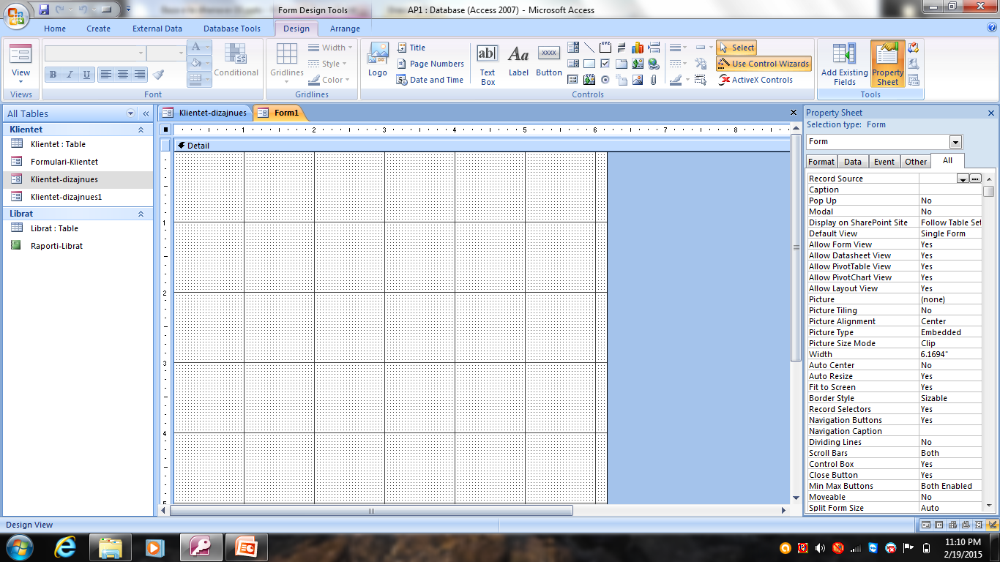 Form Design Tools
AP1 : Database (Access 2007) - Microsoft Access
Home Create External Data Database Tools Design Arrange
View
Views
B I U
Conditional
Font
Gridlines
Width
Style
Color
Gridlines
Logo
Title
Page Numbers
Date and Time
ab|
Text Box
Aa
Label
xxxx
Button
Select
Use Control Wizards
ActiveX Controls
Controls
Add Existing Fields
Property Sheet
Tools
All Tables
Klientet
Klientet : Table
Formulari-Klientet
Klientet-dizajnues
Klientet-dizajnues1
Librat
Librat : Table
Raporti-Librat
Klientet-dizajnues Form1
1 2 3 4 5 6 7 8
Detail
1
2
3
4
5
Property Sheet
Selection type: Form
Form
Format Data Event Other All
Record Source
Caption
Pop Up No
Modal No
Display on SharePoint Site Follow Table Set
Default View Single Form
Allow Form View Yes
Allow Datasheet View Yes
Allow PivotTable View Yes
Allow PivotChart View Yes
Allow Layout View Yes
Picture (none)
Picture Tiling No
Picture Alignment Center
Picture Type Embedded
Picture Size Mode Clip
Width 6.1694"
Auto Center No
Auto Resize Yes
Fit to Screen Yes
Border Style Sizable
Record Selectors Yes
Navigation Buttons Yes
Navigation Caption
Dividing Lines No
Scroll Bars Both
Control Box Yes
Close Button Yes
Min Max Buttons Both Enabled
Moveable No
Split Form Size Auto
Design View
11:10 PM
2/19/2015